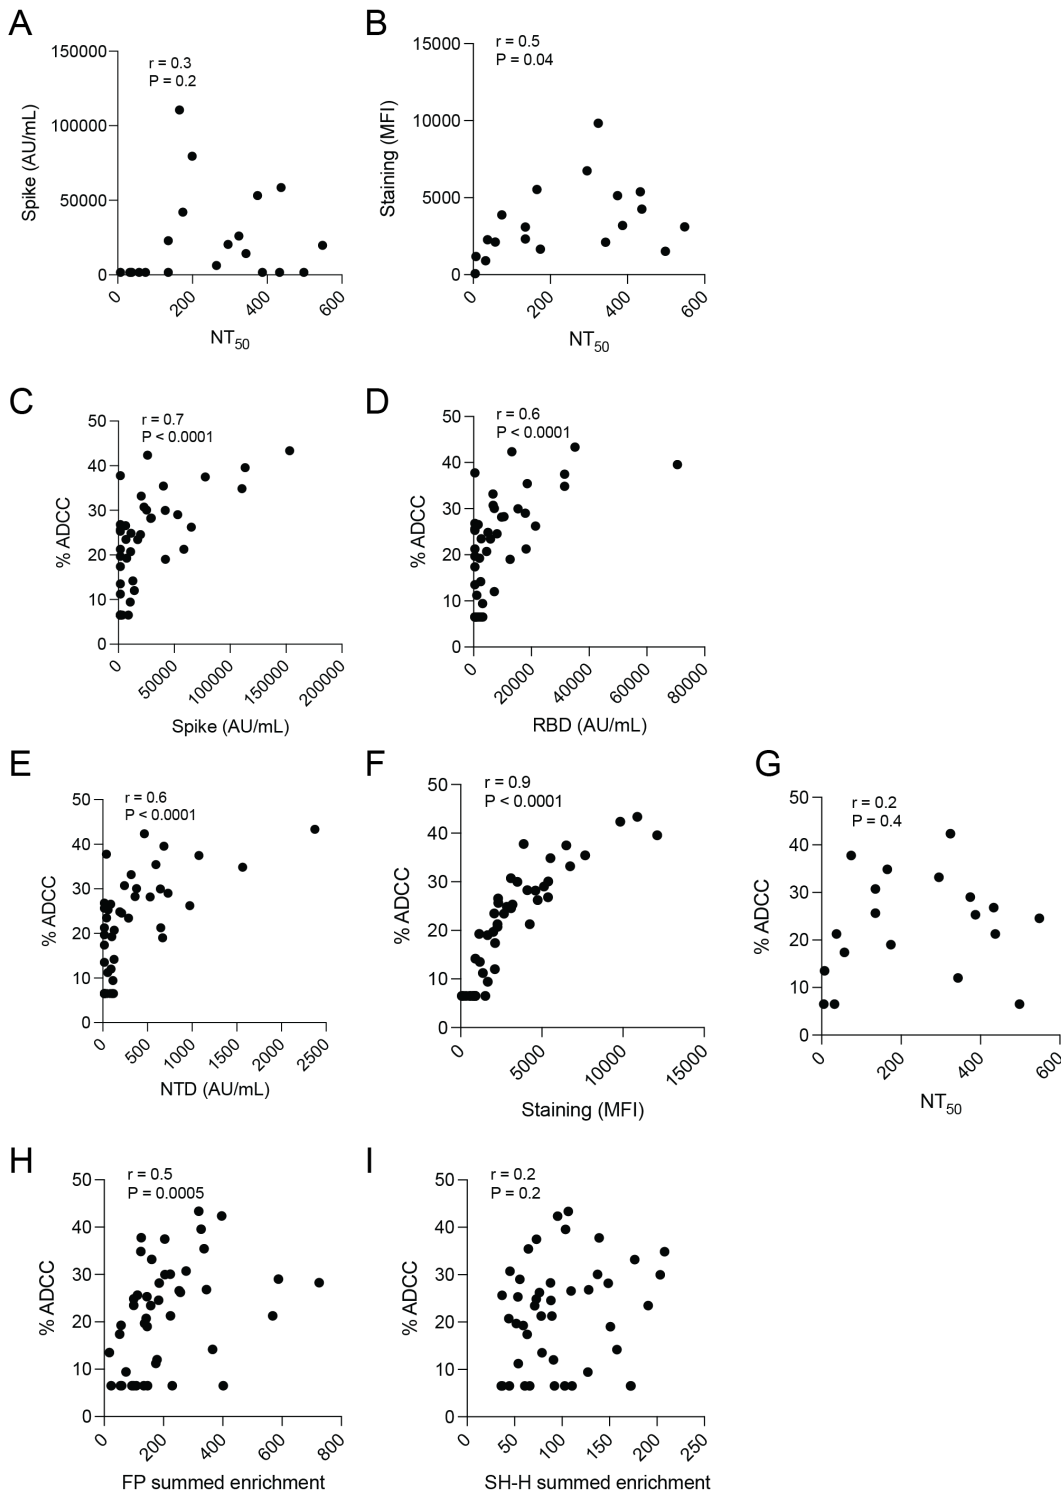 A
150000
100000
50000
0
Spike (AU/mL)
r = 0.3
P = 0.2
0
200
400
600
NT50
B
15000
10000
5000
0
Staining (MFI)
r = 0.5
P = 0.04
0
200
400
600
NT50
C
50
40
30
20
10
0
% ADCC
r = 0.7
P < 0.0001
0
50000
100000
150000
200000
Spike (AU/mL)
D
50
40
30
20
10
0
% ADCC
r = 0.6
P < 0.0001
0
20000
40000
60000
80000
RBD (AU/mL)
E
50
40
30
20
10
0
% ADCC
r = 0.6
P < 0.0001
0
500
1000
1500
2000
2500
NTD (AU/mL)
F
50
40
30
20
10
0
% ADCC
r = 0.9
P < 0.0001
0
5000
10000
15000
Staining (MFI)
G
50
40
30
20
10
0
% ADCC
r = 0.2
P = 0.4
0
200
400
600
NT50
H
50
40
30
20
10
0
% ADCC
r = 0.5
P = 0.0005
0
200
400
600
800
FP summed enrichment
I
50
40
30
20
10
0
% ADCC
r = 0.2
P = 0.2
0
50
100
150
200
250
SH-H summed enrichment